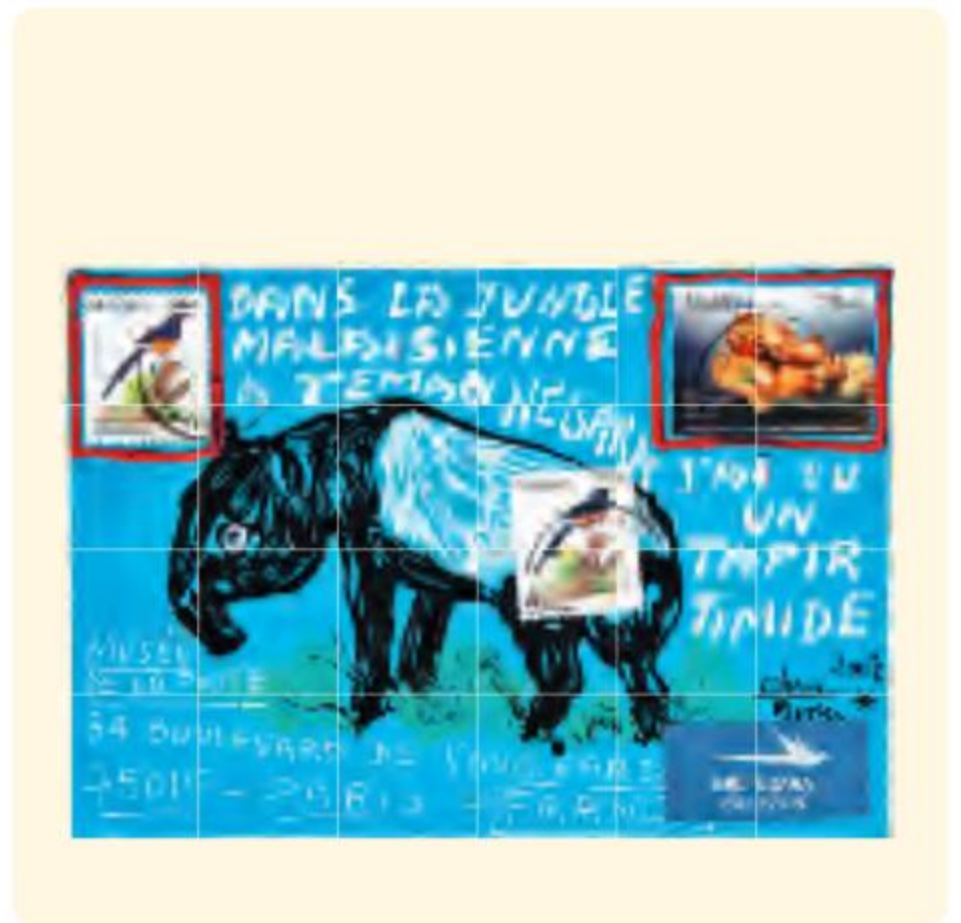 DANS LA JUNGLE
MALAISIENNE
A TEMAN NEGARA
J'AI VU
UN
TAPIR
TIMIDE
MUSÉE
DE LA POSTE
34 BOULEVARD DE VAUGIRARD
75015 - PARIS - FRANCE